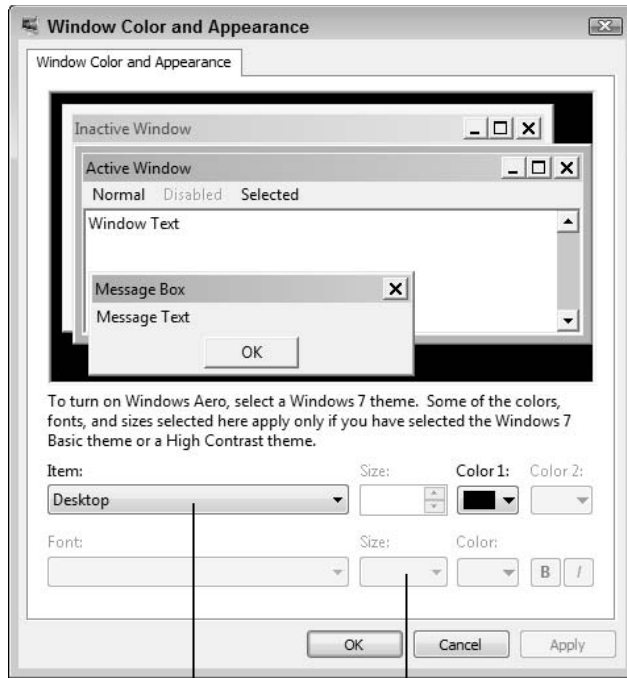 Window Color and Appearance
Window Color and Appearance
Inactive Window
Active Window
Normal Disabled Selected
Window Text
Message Box
Message Text
OK
To turn on Windows Aero, select a Windows 7 theme. Some of the colors,
fonts, and sizes selected here apply only if you have selected the Windows 7
Basic theme or a High Contrast theme.
Item: Size: Color 1: Color 2:
Desktop
Font: Size: Color:
B I
OK Cancel Apply